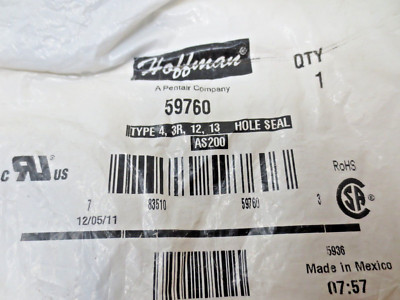 Hoffman
QTY
1
A Pentair Company
59760
TYPE 4, 3R, 12, 13 HOLE SEAL
AS200
C RU US
RoHS
7 83510 59760 3
SA
12/05/11
5936
Made in Mexico
07:57